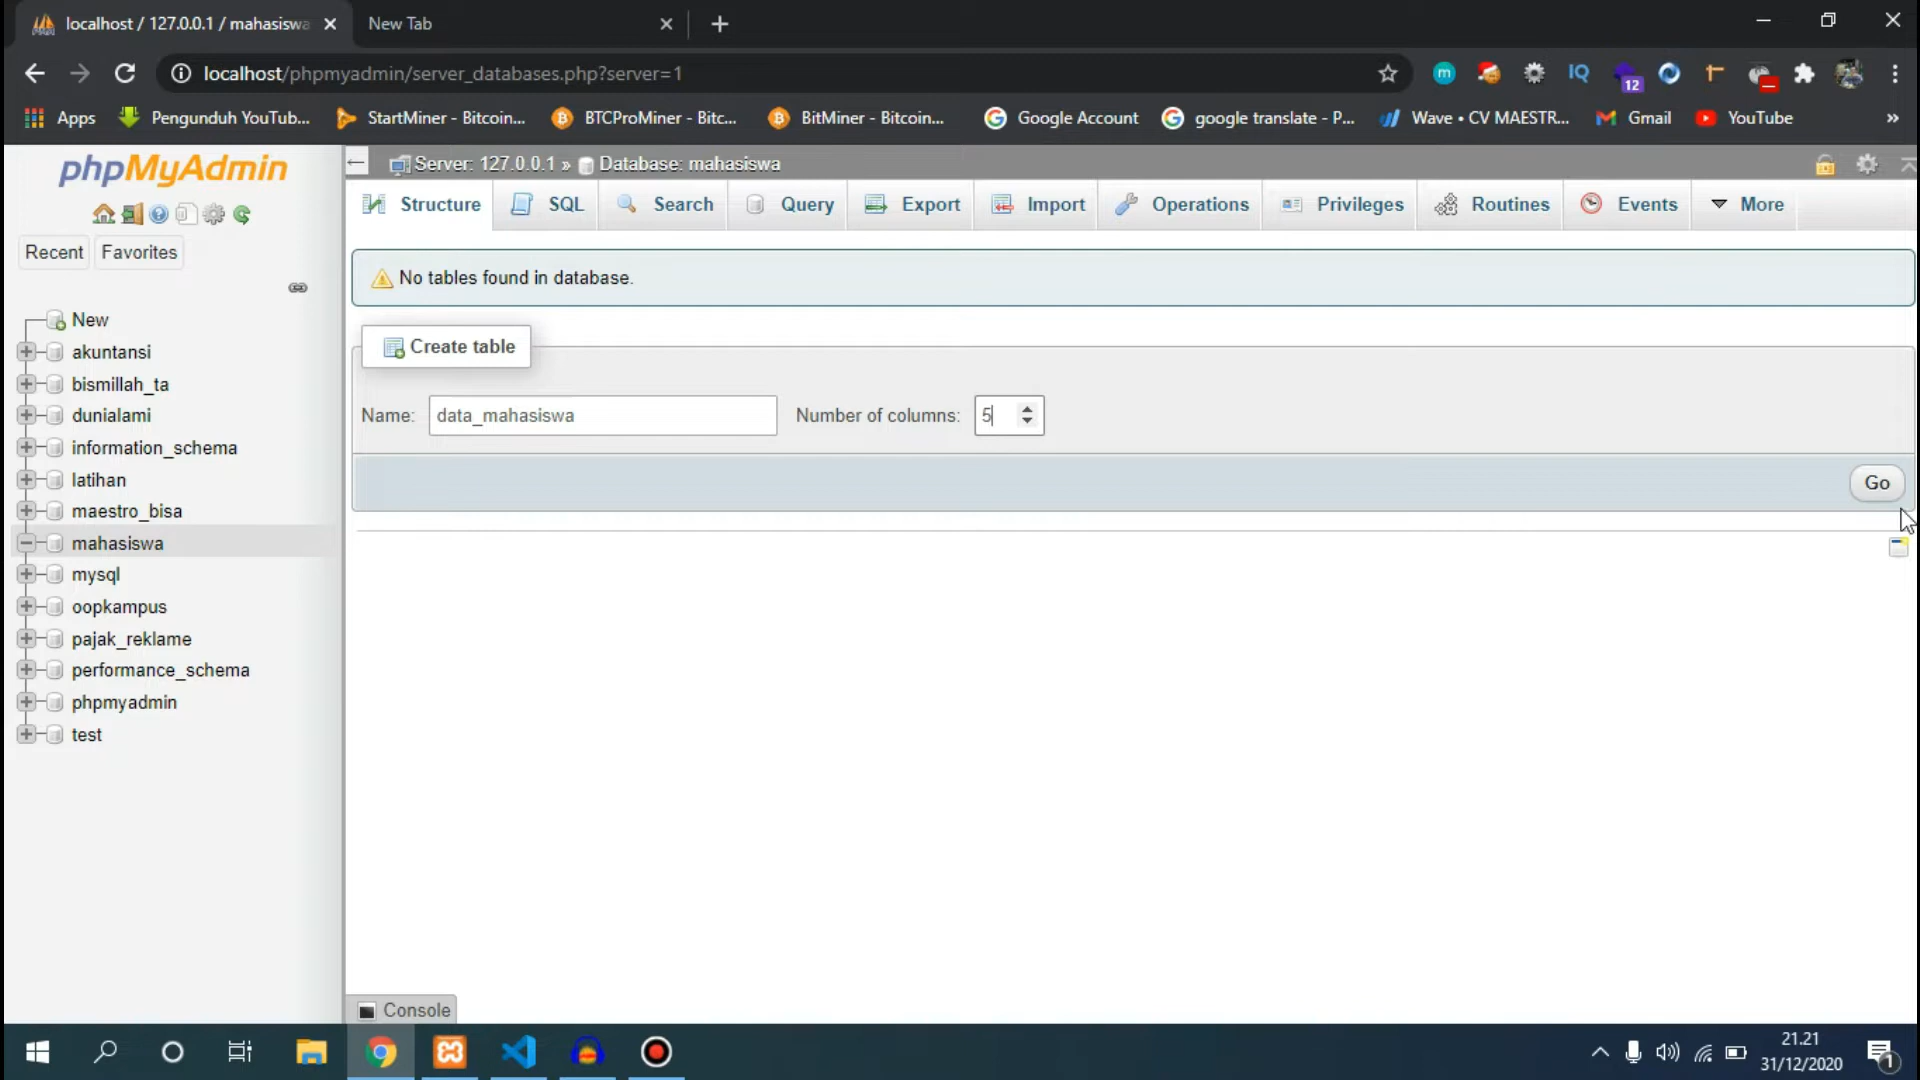 localhost / 127.0.0.1 / mahasiswa
New Tab
localhost/phpmyadmin/server_databases.php?server=1
m
IQ
12
Apps
Pengunduh YouTub...
StartMiner - Bitcoin...
BTCProMiner - Bitc...
BitMiner - Bitcoin...
Google Account
google translate - P...
Wave • CV MAESTR...
Gmail
YouTube
»
phpMyAdmin
Recent
Favorites
New
akuntansi
bismillah_ta
dunialami
information_schema
latihan
maestro_bisa
mahasiswa
mysql
oopkampus
pajak_reklame
performance_schema
phpmyadmin
test
Server: 127.0.0.1 » Database: mahasiswa
Structure
SQL
Search
Query
Export
Import
Operations
Privileges
Routines
Events
More
No tables found in database.
Create table
Name: data_mahasiswa
Number of columns: 5
Go
Console
21.21
31/12/2020
1